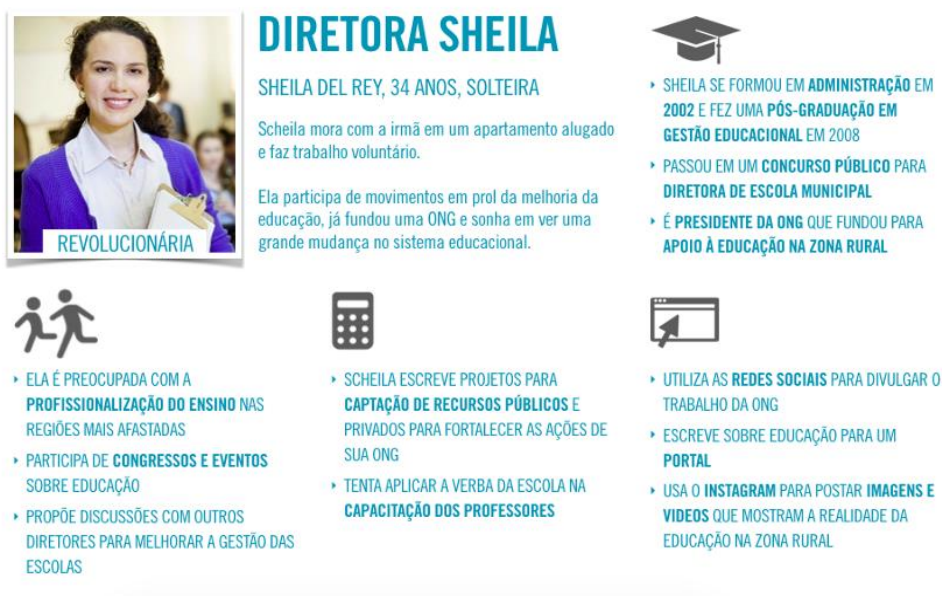 DIRETORA SHEILA
SHEILA DEL REY, 34 ANOS, SOLTEIRA
Scheila mora com a irmã em um apartamento alugado
e faz trabalho voluntário.
Ela participa de movimentos em prol da melhoria da
educação, já fundou uma ONG e sonha em ver uma
grande mudança no sistema educacional.
REVOLUCIONÁRIA
SHEILA SE FORMOU EM ADMINISTRAÇÃO EM
2002 E FEZ UMA PÓS-GRADUAÇÃO EM
GESTÃO EDUCACIONAL EM 2008
PASSOU EM UM CONCURSO PÚBLICO PARA
DIRETORA DE ESCOLA MUNICIPAL
É PRESIDENTE DA ONG QUE FUNDOU PARA
APOIO À EDUCAÇÃO NA ZONA RURAL
ELA É PREOCUPADA COM A
PROFISSIONALIZAÇÃO DO ENSINO NAS
REGIÕES MAIS AFASTADAS
PARTICIPA DE CONGRESSOS E EVENTOS
SOBRE EDUCAÇÃO
PROPÕE DISCUSSÕES COM OUTROS
DIRETORES PARA MELHORAR A GESTÃO DAS
ESCOLAS
SCHEILA ESCREVE PROJETOS PARA
CAPTAÇÃO DE RECURSOS PÚBLICOS E
PRIVADOS PARA FORTALECER AS AÇÕES DE
SUA ONG
TENTA APLICAR A VERBA DA ESCOLA NA
CAPACITAÇÃO DOS PROFESSORES
UTILIZA AS REDES SOCIAIS PARA DIVULGAR O
TRABALHO DA ONG
ESCREVE SOBRE EDUCAÇÃO PARA UM
PORTAL
USA O INSTAGRAM PARA POSTAR IMAGENS E
VIDEOS QUE MOSTRAM A REALIDADE DA
EDUCAÇÃO NA ZONA RURAL